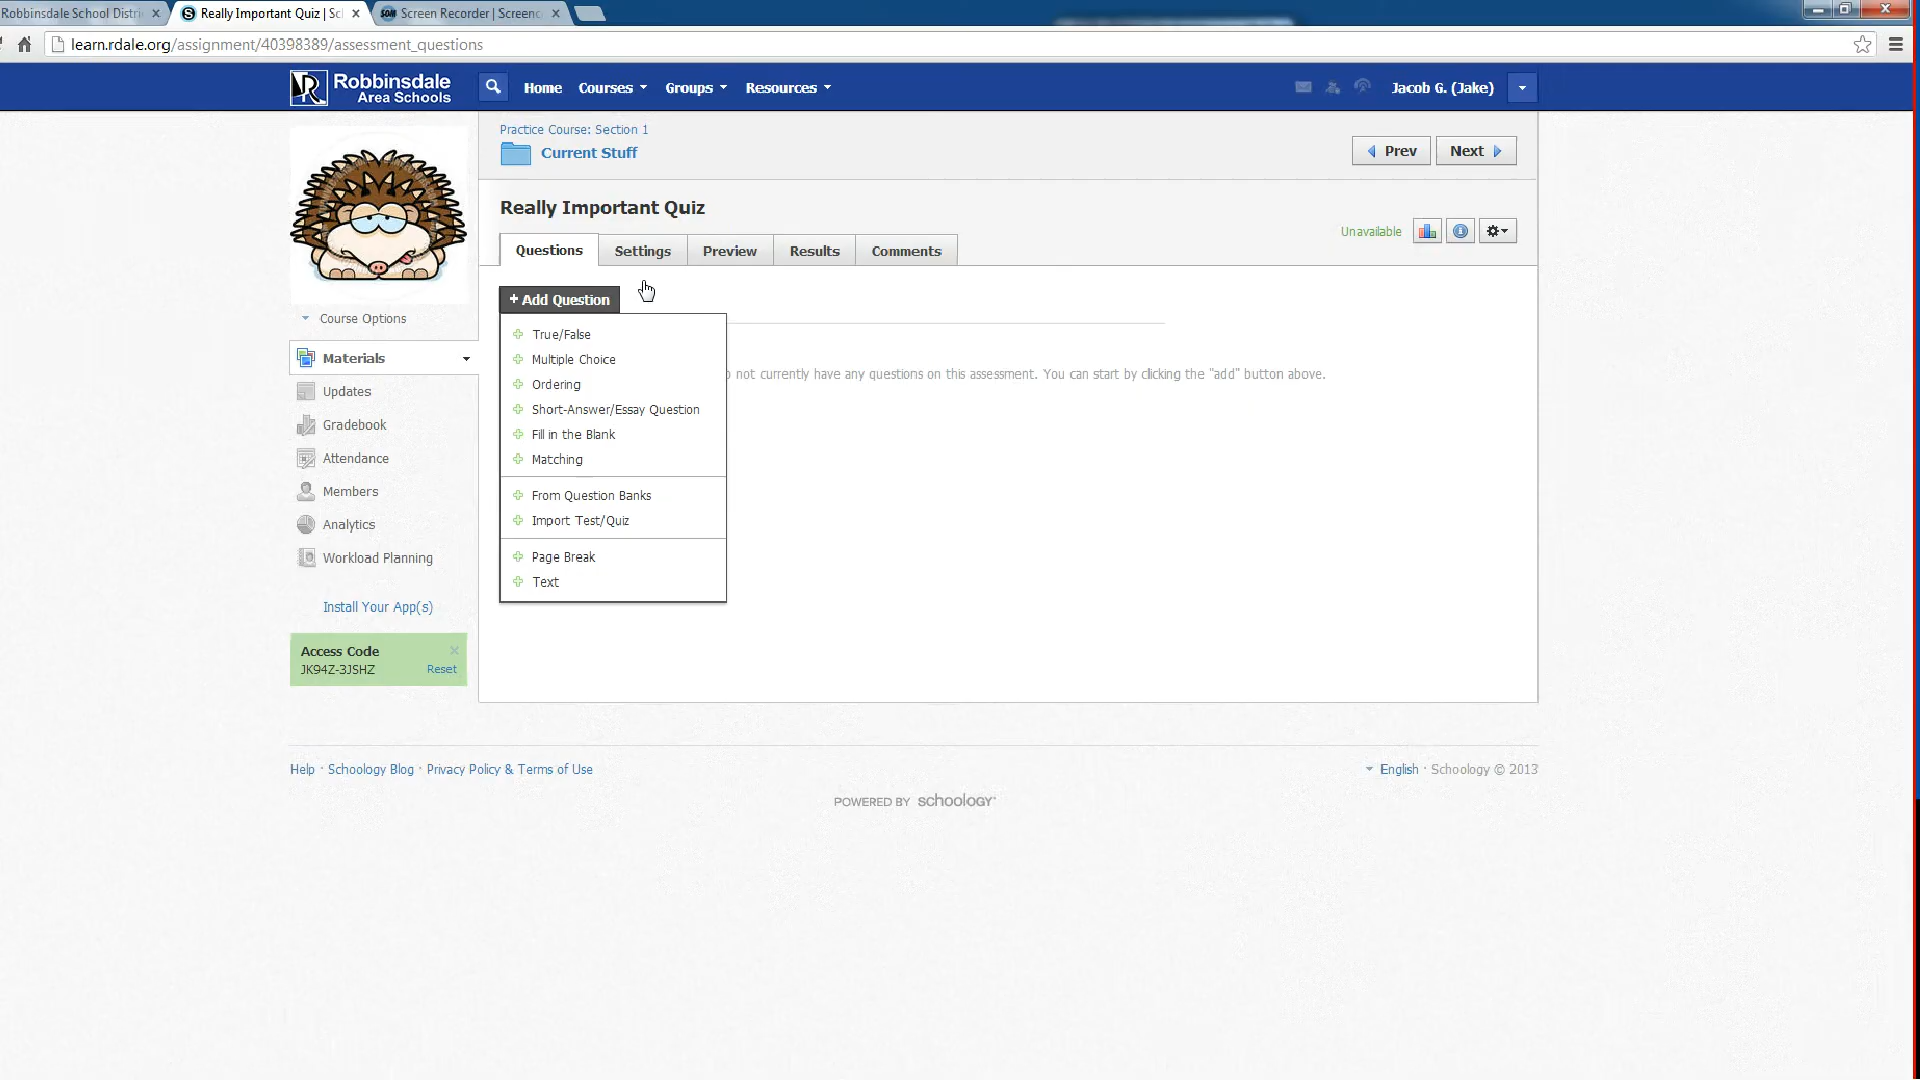 Robbinsdale School Distri
Really Important Quiz | Sc
Screen Recorder | Screenc
learn.rdale.org/assignment/40398389/assessment_questions
Robbinsdale
Area Schools
Home
Courses
Groups
Resources
Jacob G. (Jake)
Practice Course: Section 1
Current Stuff
Prev
Next
Really Important Quiz
Unavailable
Questions
Settings
Preview
Results
Comments
+ Add Question
True/False
Multiple Choice
Ordering
Short-Answer/Essay Question
Fill in the Blank
Matching
From Question Banks
Import Test/Quiz
Page Break
Text
not currently have any questions on this assessment. You can start by clicking the "add" button above.
Course Options
Materials
Updates
Gradebook
Attendance
Members
Analytics
Workload Planning
Install Your App(s)
Access Code
JK94Z-3JSHZ
Reset
Help · Schoology Blog · Privacy Policy & Terms of Use
English · Schoology © 2013
POWERED BY schoology